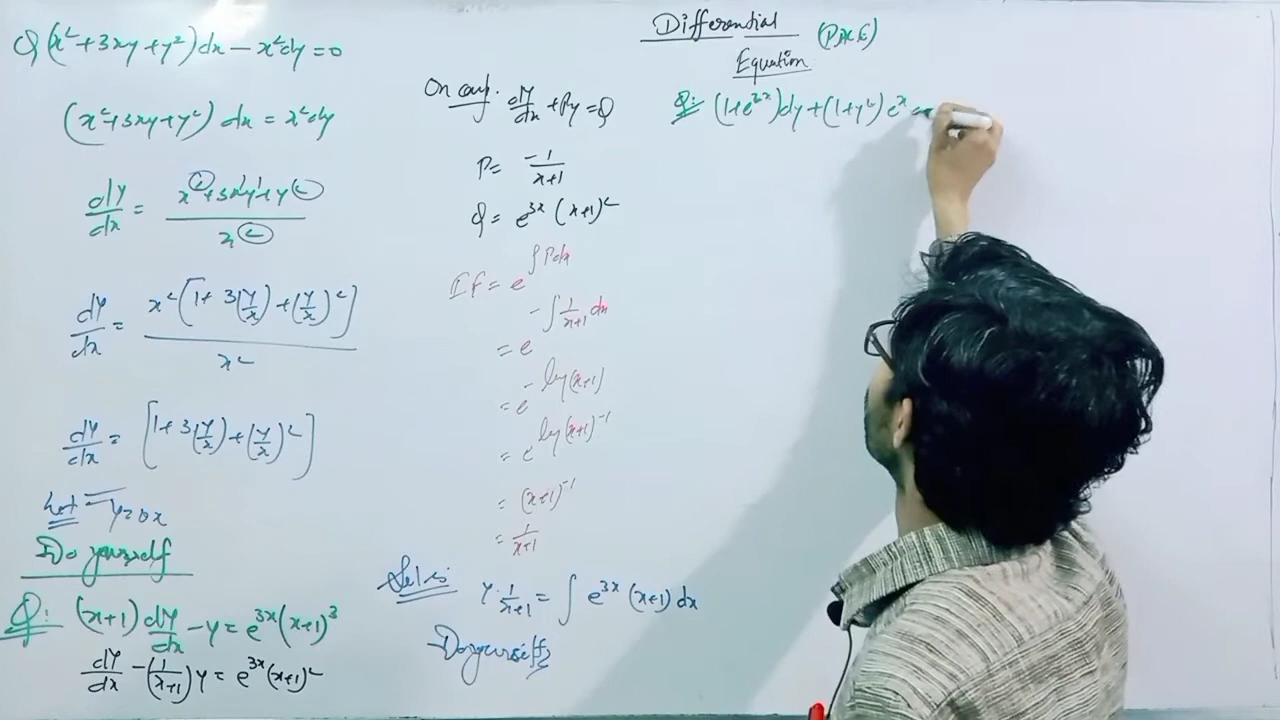 Q (x²+3xy+y²)dx - x²dy = 0
(x²+3xy+y²) dx = x²dy
dy/dx = x²+3x¹y¹+y²/x²
dy/dx = x²[1+3(y/x)+(y/x)²]/x²
dy/dx = [1+3(y/x)+(y/x)²]
Let y=vx
Do yourself
Q: (x+1) dy/dx - y = e^3x (x+1)³
dy/dx - (1/x+1) y = e^3x (x+1)²
On comp. dy/dx + Py = Q
P = -1/x+1
Q = e^3x (x+1)²
If = e^∫Pdx
= e^-∫1/x+1 dx
= e^-log(x+1)
= e^log(x+1)^-1
= (x+1)^-1
= 1/x+1
Sol is y·1/x+1 = ∫ e^3x (x+1) dx
Do yourself
Differential
Equation
Q: (1+e^2x)dy+(1+y²)e^x =